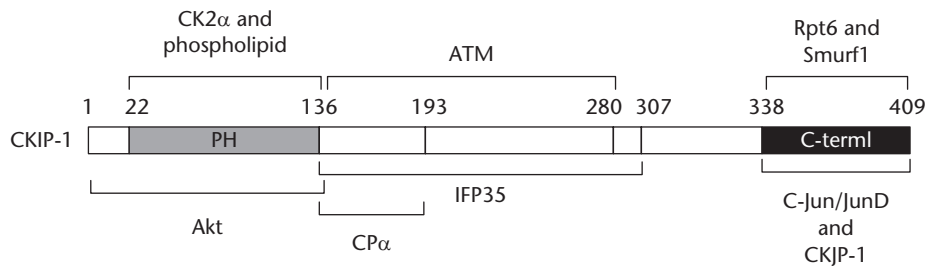 CK2α and
phospholipid
ATM
Rpt6 and
Smurf1
1 22 136 193 280 307 338 409
CKIP-1 PH C-terml
Akt
CPα
IFP35
C-Jun/JunD
and
CKJP-1